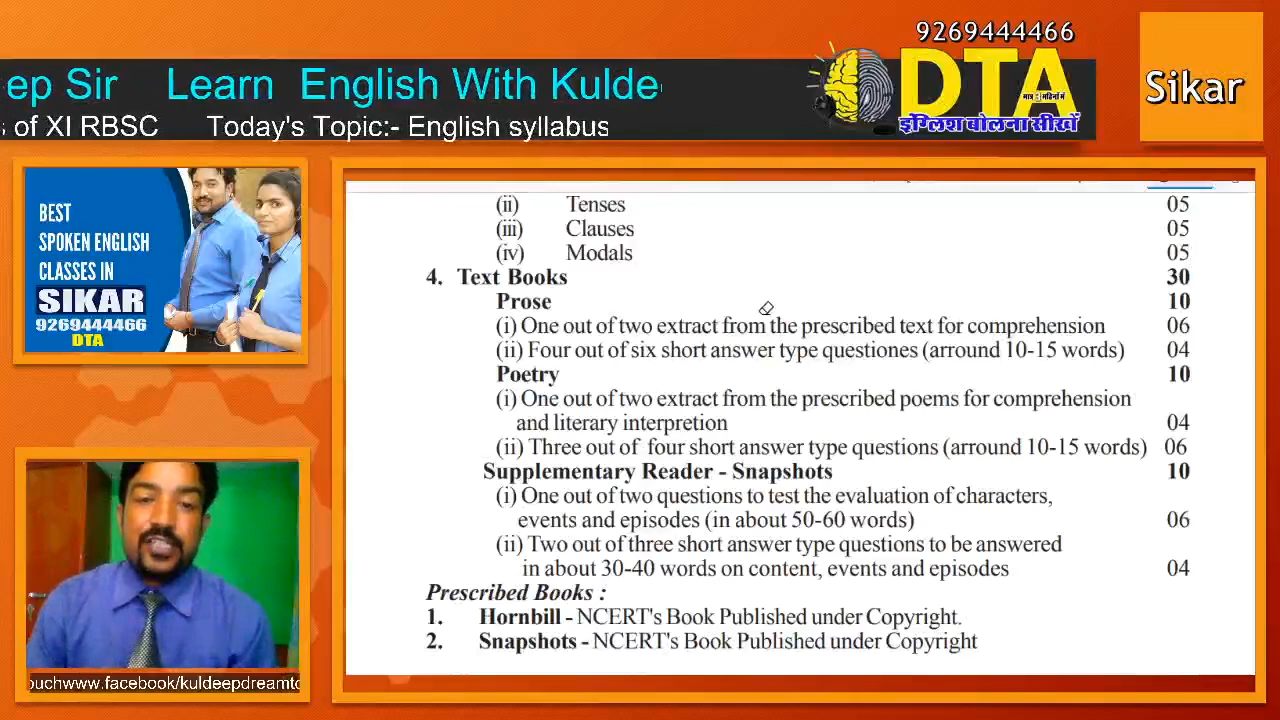 9269444466
ep Sir Learn English With Kulde
of XI RBSC Today's Topic:- English syllabus
DTA
मात्र
महिनों में
इंग्लिश बोलना सीखें
Sikar
BEST
SPOKEN ENGLISH
CLASSES IN
SIKAR
9269444466
DTA
(ii) Tenses 05
(iii) Clauses 05
(iv) Modals 05
4. Text Books 30
Prose 10
(i) One out of two extract from the prescribed text for comprehension 06
(ii) Four out of six short answer type questiones (arround 10-15 words) 04
Poetry 10
(i) One out of two extract from the prescribed poems for comprehension
and literary interpretion 04
(ii) Three out of four short answer type questions (arround 10-15 words) 06
Supplementary Reader - Snapshots 10
(i) One out of two questions to test the evaluation of characters,
events and episodes (in about 50-60 words) 06
(ii) Two out of three short answer type questions to be answered
in about 30-40 words on content, events and episodes 04
Prescribed Books :
1. Hornbill - NCERT's Book Published under Copyright.
2. Snapshots - NCERT's Book Published under Copyright
ouchwww.facebook/kuldeepdreamto